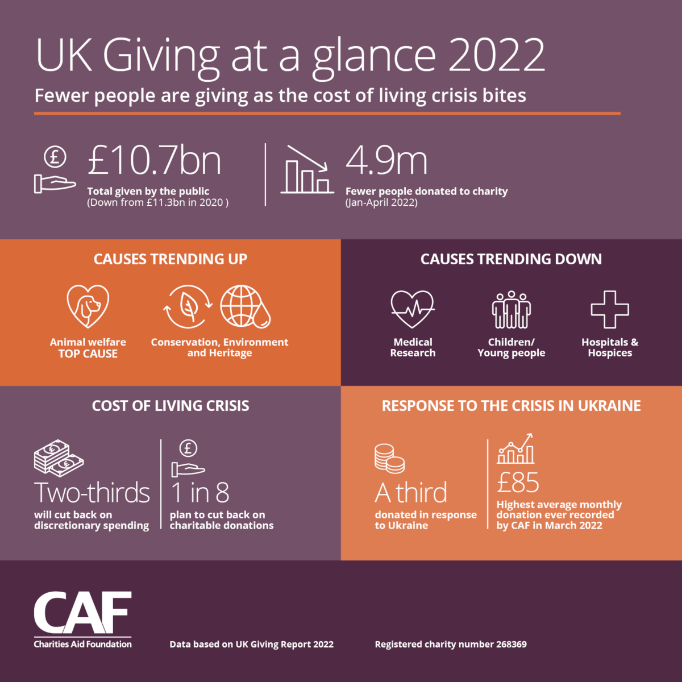 UK Giving at a glance 2022
Fewer people are giving as the cost of living crisis bites
£
£10.7bn
Total given by the public
(Down from £11.3bn in 2020 )
4.9m
Fewer people donated to charity
(Jan-April 2022)
CAUSES TRENDING UP
Animal welfare
TOP CAUSE
Conservation, Environment
and Heritage
CAUSES TRENDING DOWN
Medical
Research
Children/
Young people
Hospitals &
Hospices
COST OF LIVING CRISIS
Two-thirds
will cut back on
discretionary spending
£
1 in 8
plan to cut back on
charitable donations
RESPONSE TO THE CRISIS IN UKRAINE
A third
donated in response
to Ukraine
£85
Highest average monthly
donation ever recorded
by CAF in March 2022
CAF
Charities Aid Foundation
Data based on UK Giving Report 2022
Registered charity number 268369